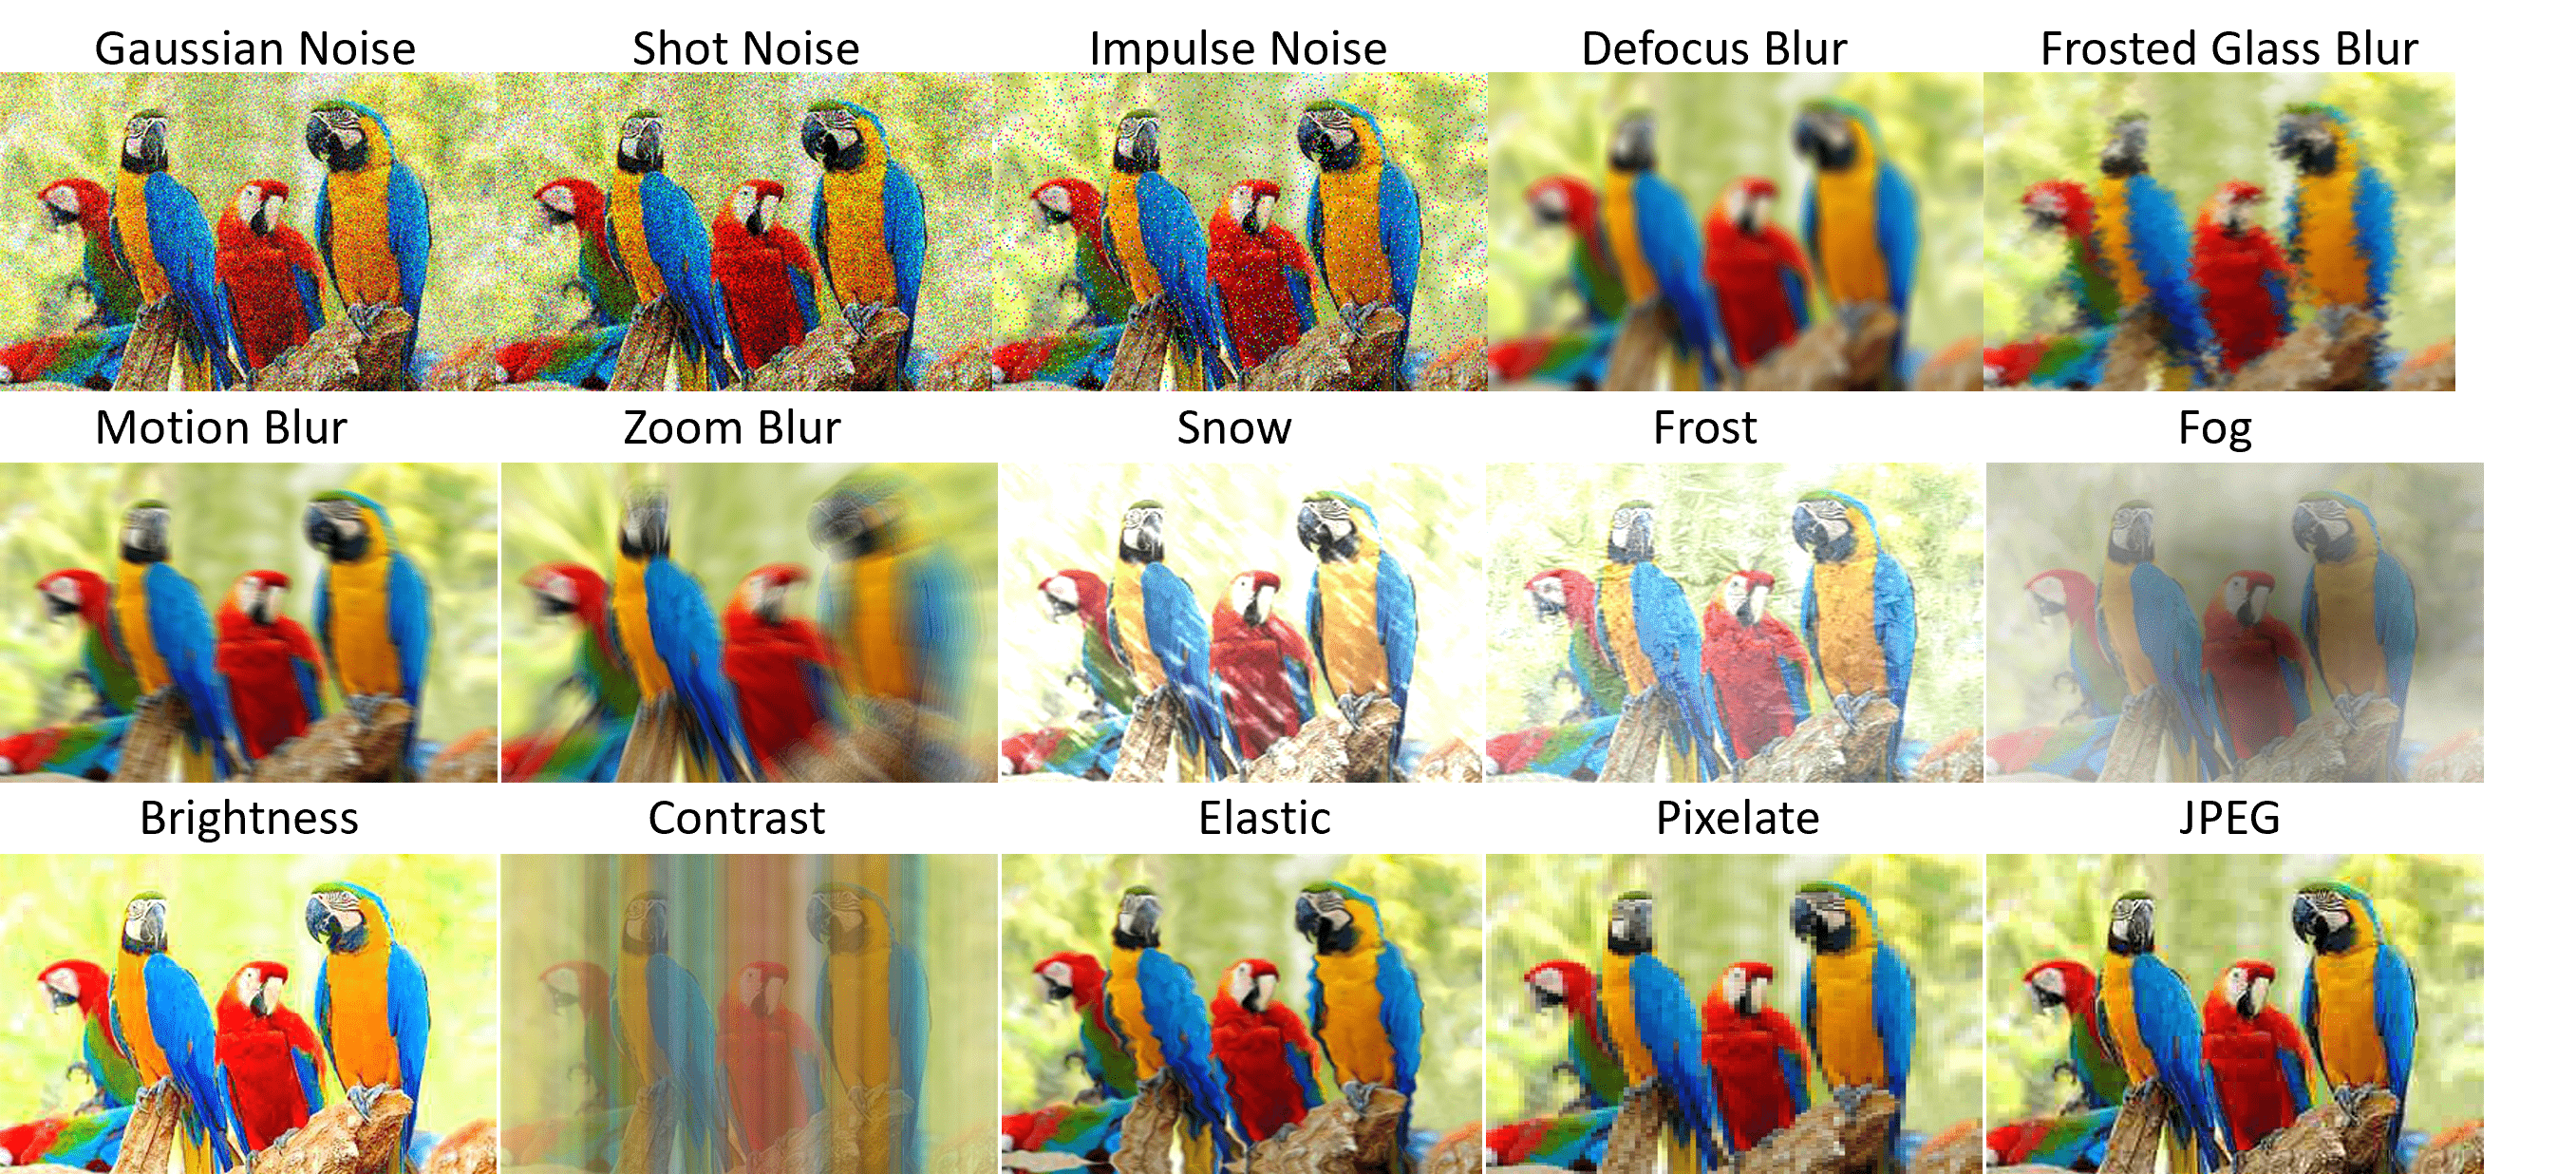 Gaussian Noise
Shot Noise
Impulse Noise
Defocus Blur
Frosted Glass Blur
Motion Blur
Zoom Blur
Snow
Frost
Fog
Brightness
Contrast
Elastic
Pixelate
JPEG